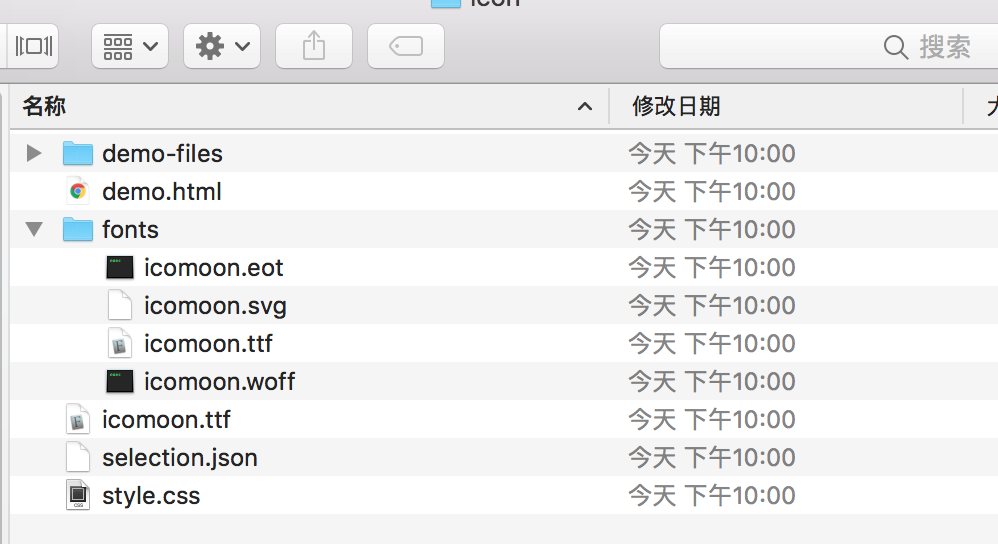 icon
搜索
名称 修改日期
demo-files 今天 下午10:00
demo.html 今天 下午10:00
fonts 今天 下午10:00
icomoon.eot 今天 下午10:00
icomoon.svg 今天 下午10:00
icomoon.ttf 今天 下午10:00
icomoon.woff 今天 下午10:00
icomoon.ttf 今天 下午10:00
selection.json 今天 下午10:00
style.css 今天 下午10:00